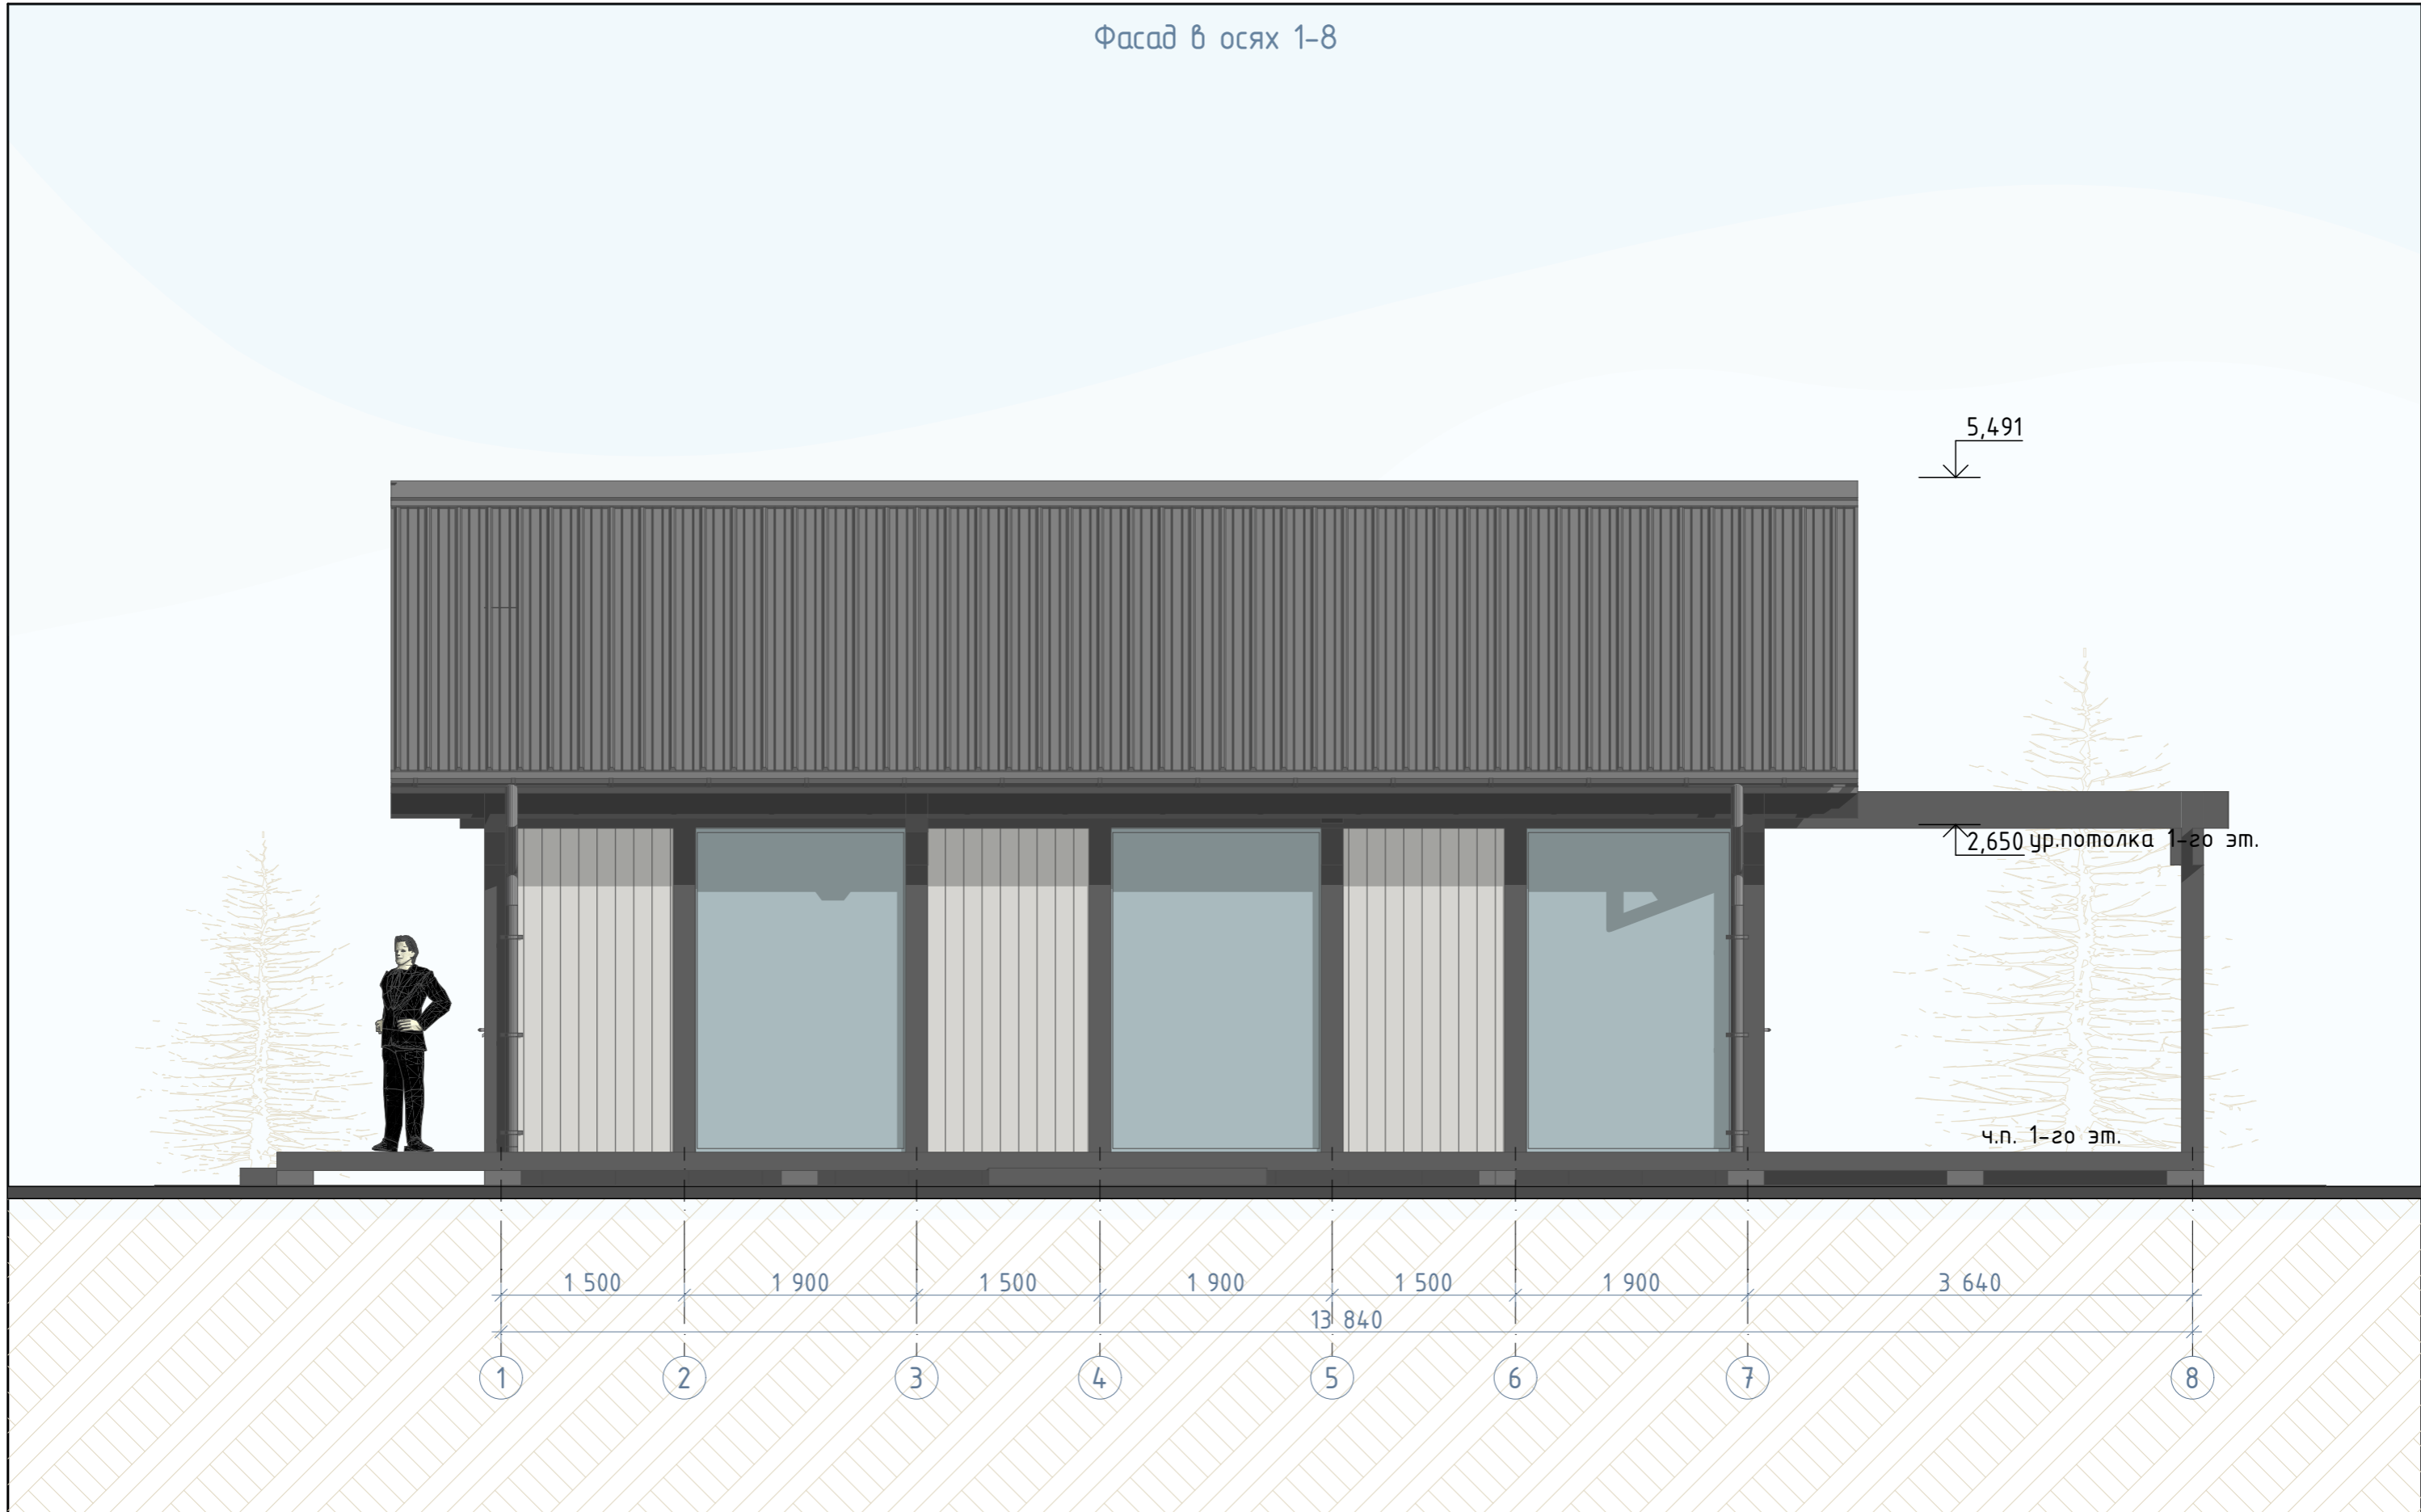 Фасад в осях 1-8
5,491
2,650 ур.потолка 1-го эт.
ч.п. 1-го эт.
1 500 1 900 1 500 1 900 1 500 1 900 3 640
13 840
1 2 3 4 5 6 7 8